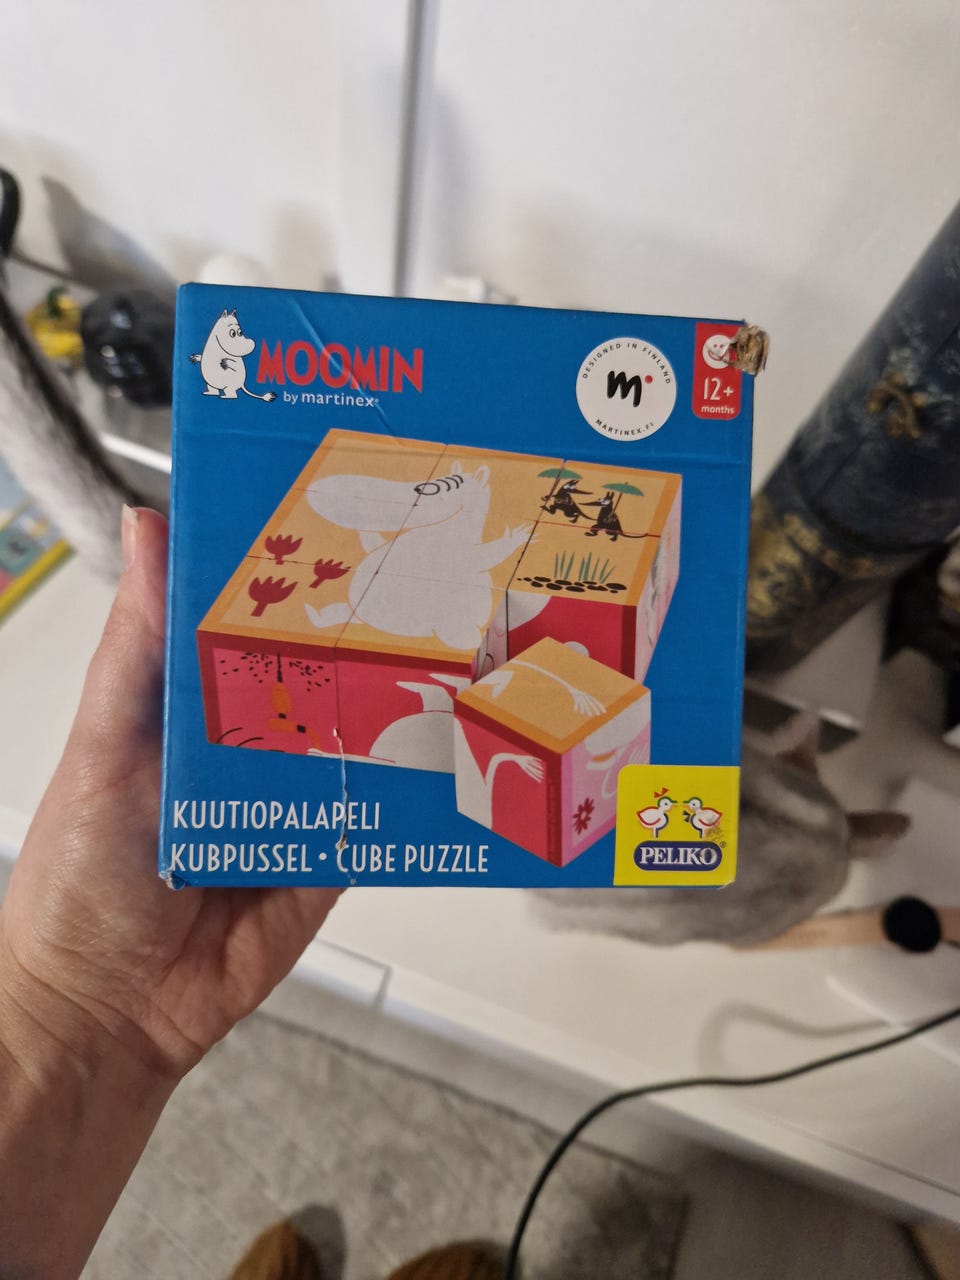 MOOMIN
by martinex®
DESIGNED IN FINLAND
m
MARTINEX.FI
12+
months
KUUTIOPALAPELI
KUBPUSSEL • CUBE PUZZLE
PELIKO®